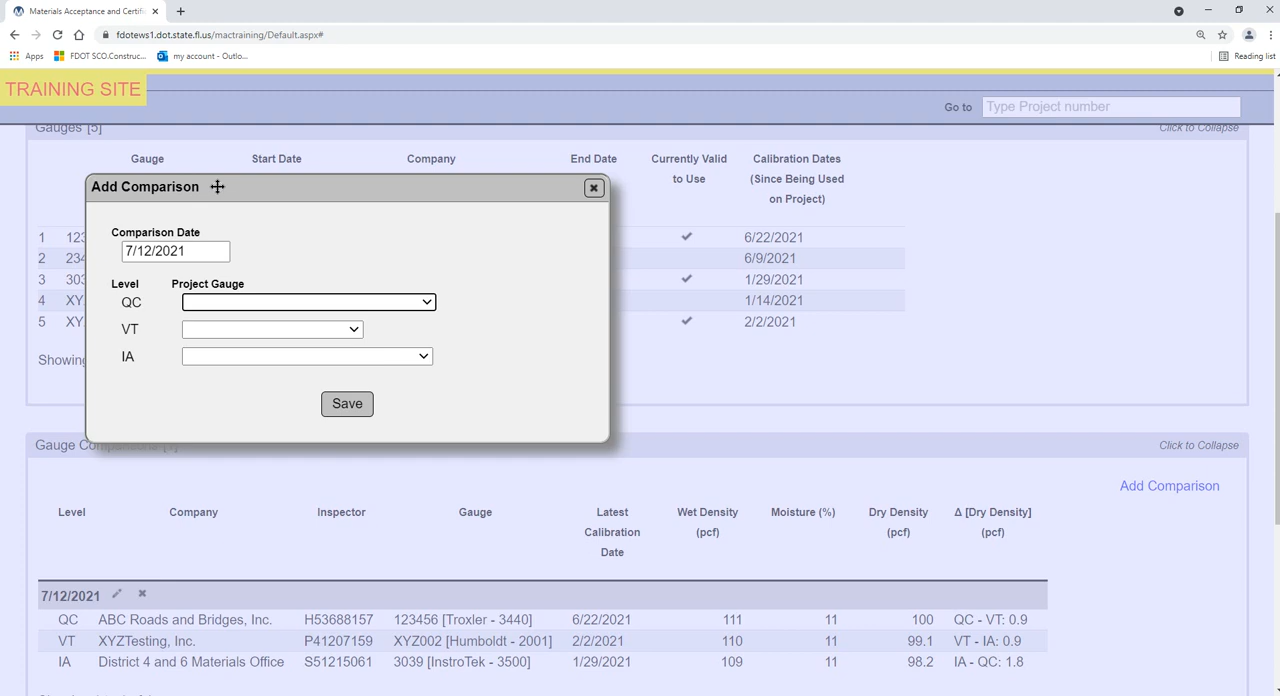 Materials Acceptance and Certifi
fdotews1.dot.state.fl.us/mactraining/Default.aspx#
Apps FDOT SCO.Construc... my account - Outlo... Reading list
TRAINING SITE
Go to Type Project number
Gauges [5] Click to Collapse
Gauge Start Date Company End Date Currently Valid to Use Calibration Dates (Since Being Used on Project)
Add Comparison
Comparison Date
7/12/2021
Level Project Gauge
QC
VT
IA
Save
1 123 6/22/2021
2 234 6/9/2021
3 303 1/29/2021
4 XY 1/14/2021
5 XY 2/2/2021
Showing
Gauge Click to Collapse
Add Comparison
Level Company Inspector Gauge Latest Calibration Date Wet Density (pcf) Moisture (%) Dry Density (pcf) Δ [Dry Density] (pcf)
7/12/2021
QC ABC Roads and Bridges, Inc. H53688157 123456 [Troxler - 3440] 6/22/2021 111 11 100 QC - VT: 0.9
VT XYZTesting, Inc. P41207159 XYZ002 [Humboldt - 2001] 2/2/2021 110 11 99.1 VT - IA: 0.9
IA District 4 and 6 Materials Office S51215061 3039 [InstroTek - 3500] 1/29/2021 109 11 98.2 IA - QC: 1.8